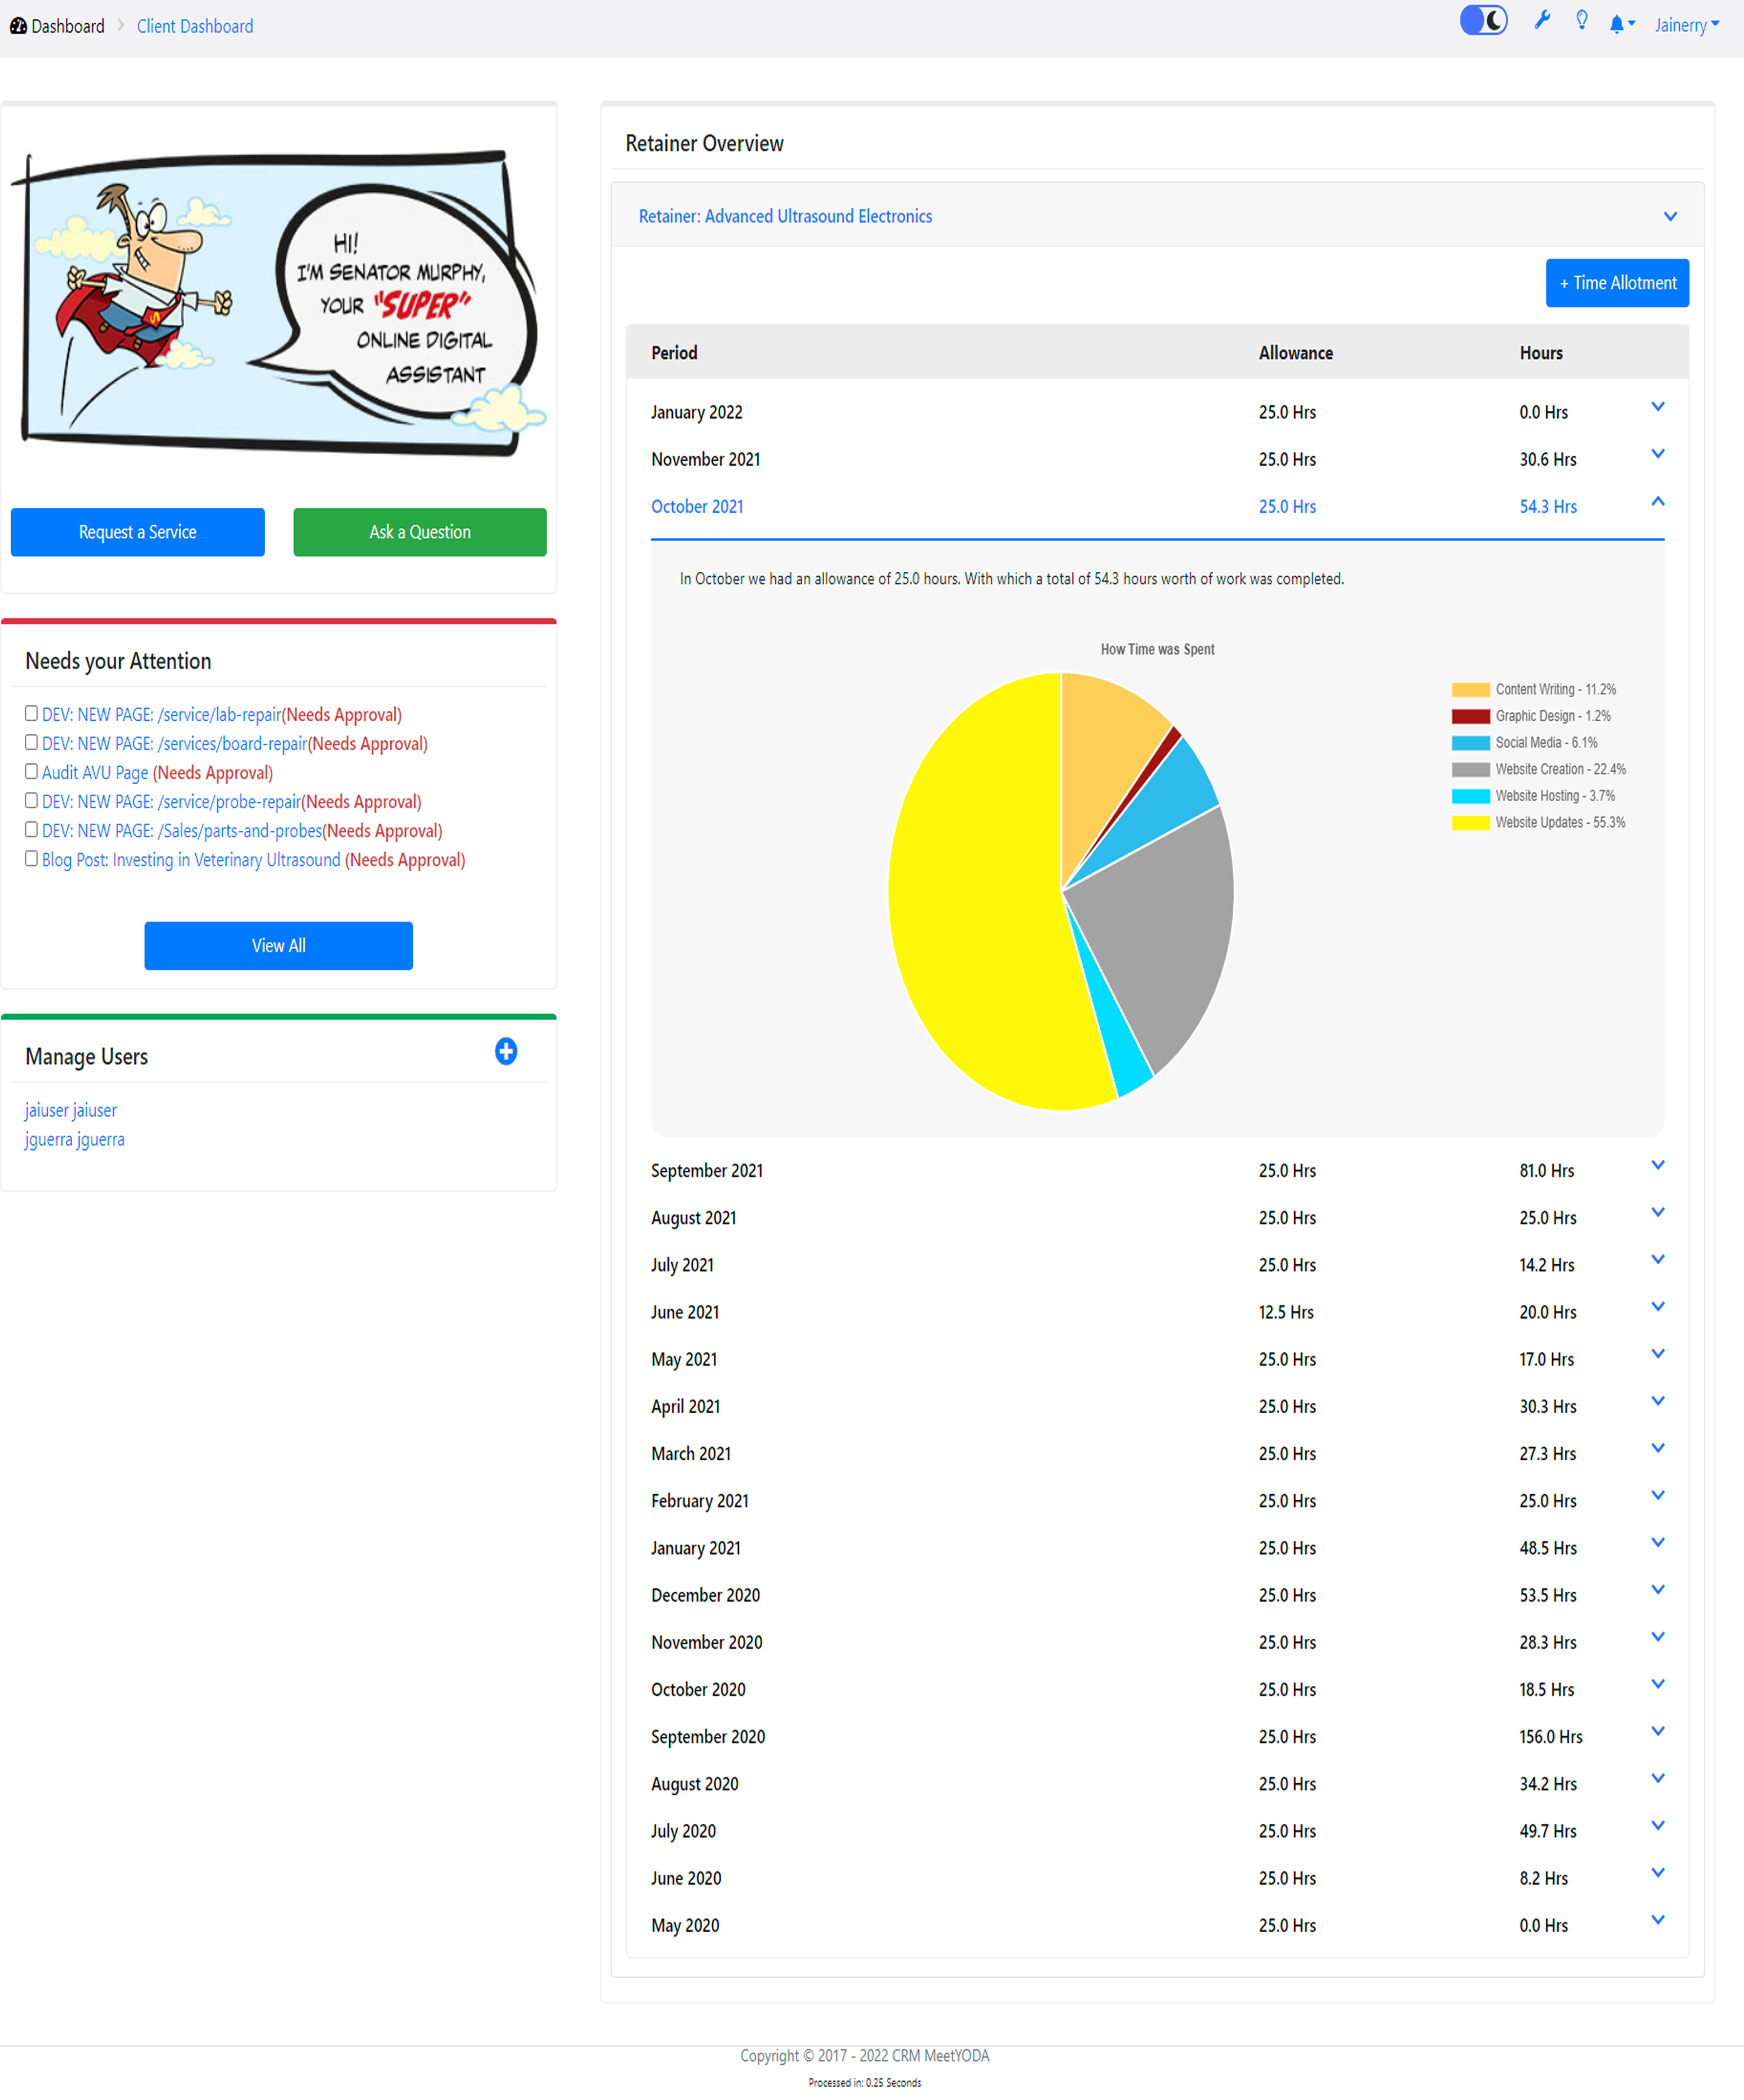 Dashboard > Client Dashboard
Jainerry
HI!
I'M SENATOR MURPHY,
YOUR "SUPER"
ONLINE DIGITAL
ASSISTANT
Request a Service Ask a Question
Needs your Attention
DEV: NEW PAGE: /service/lab-repair(Needs Approval)
DEV: NEW PAGE: /services/board-repair(Needs Approval)
Audit AVU Page (Needs Approval)
DEV: NEW PAGE: /service/probe-repair(Needs Approval)
DEV: NEW PAGE: /Sales/parts-and-probes(Needs Approval)
Blog Post: Investing in Veterinary Ultrasound (Needs Approval)
View All
Manage Users
jaiuser jaiuser
jguerra jguerra
Retainer Overview
Retainer: Advanced Ultrasound Electronics
+ Time Allotment
Period Allowance Hours
January 2022 25.0 Hrs 0.0 Hrs
November 2021 25.0 Hrs 30.6 Hrs
October 2021 25.0 Hrs 54.3 Hrs
In October we had an allowance of 25.0 hours. With which a total of 54.3 hours worth of work was completed.
How Time was Spent
Content Writing - 11.2%
Graphic Design - 1.2%
Social Media - 6.1%
Website Creation - 22.4%
Website Hosting - 3.7%
Website Updates - 55.3%
September 2021 25.0 Hrs 81.0 Hrs
August 2021 25.0 Hrs 25.0 Hrs
July 2021 25.0 Hrs 14.2 Hrs
June 2021 12.5 Hrs 20.0 Hrs
May 2021 25.0 Hrs 17.0 Hrs
April 2021 25.0 Hrs 30.3 Hrs
March 2021 25.0 Hrs 27.3 Hrs
February 2021 25.0 Hrs 25.0 Hrs
January 2021 25.0 Hrs 48.5 Hrs
December 2020 25.0 Hrs 53.5 Hrs
November 2020 25.0 Hrs 28.3 Hrs
October 2020 25.0 Hrs 18.5 Hrs
September 2020 25.0 Hrs 156.0 Hrs
August 2020 25.0 Hrs 34.2 Hrs
July 2020 25.0 Hrs 49.7 Hrs
June 2020 25.0 Hrs 8.2 Hrs
May 2020 25.0 Hrs 0.0 Hrs
Copyright © 2017 - 2022 CRM MeetYODA
Processed in: 0.25 Seconds